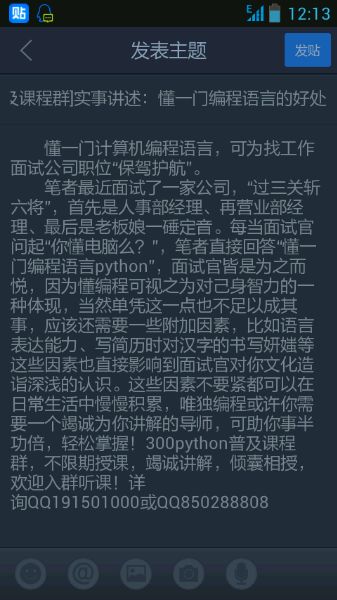 贴
E
12:13
发表主题
发贴
及课程群]实事讲述：懂一门编程语言的好处
懂一门计算机编程语言，可为找工作
面试公司职位“保驾护航”。
笔者最近面试了一家公司，“过三关斩
六将”，首先是人事部经理、再营业部经
理、最后是老板娘一硾定音。每当面试官
问起“你懂电脑么？”，笔者直接回答“懂一
门编程语言python”，面试官皆是为之而
悦，因为懂编程可视之为对己身智力的一
种体现，当然单凭这一点也不足以成其
事，应该还需要一些附加因素，比如语言
表达能力、写简历时对汉字的书写妍媸等
这些因素也直接影响到面试官对你文化造
诣深浅的认识。这些因素不要紧都可以在
日常生活中慢慢积累，唯独编程或许你需
要一个竭诚为你讲解的导师，可助你事半
功倍，轻松掌握！300python普及课程
群，不限期授课，竭诚讲解，倾囊相授，
欢迎入群听课！详
询QQ191501000或QQ850288808